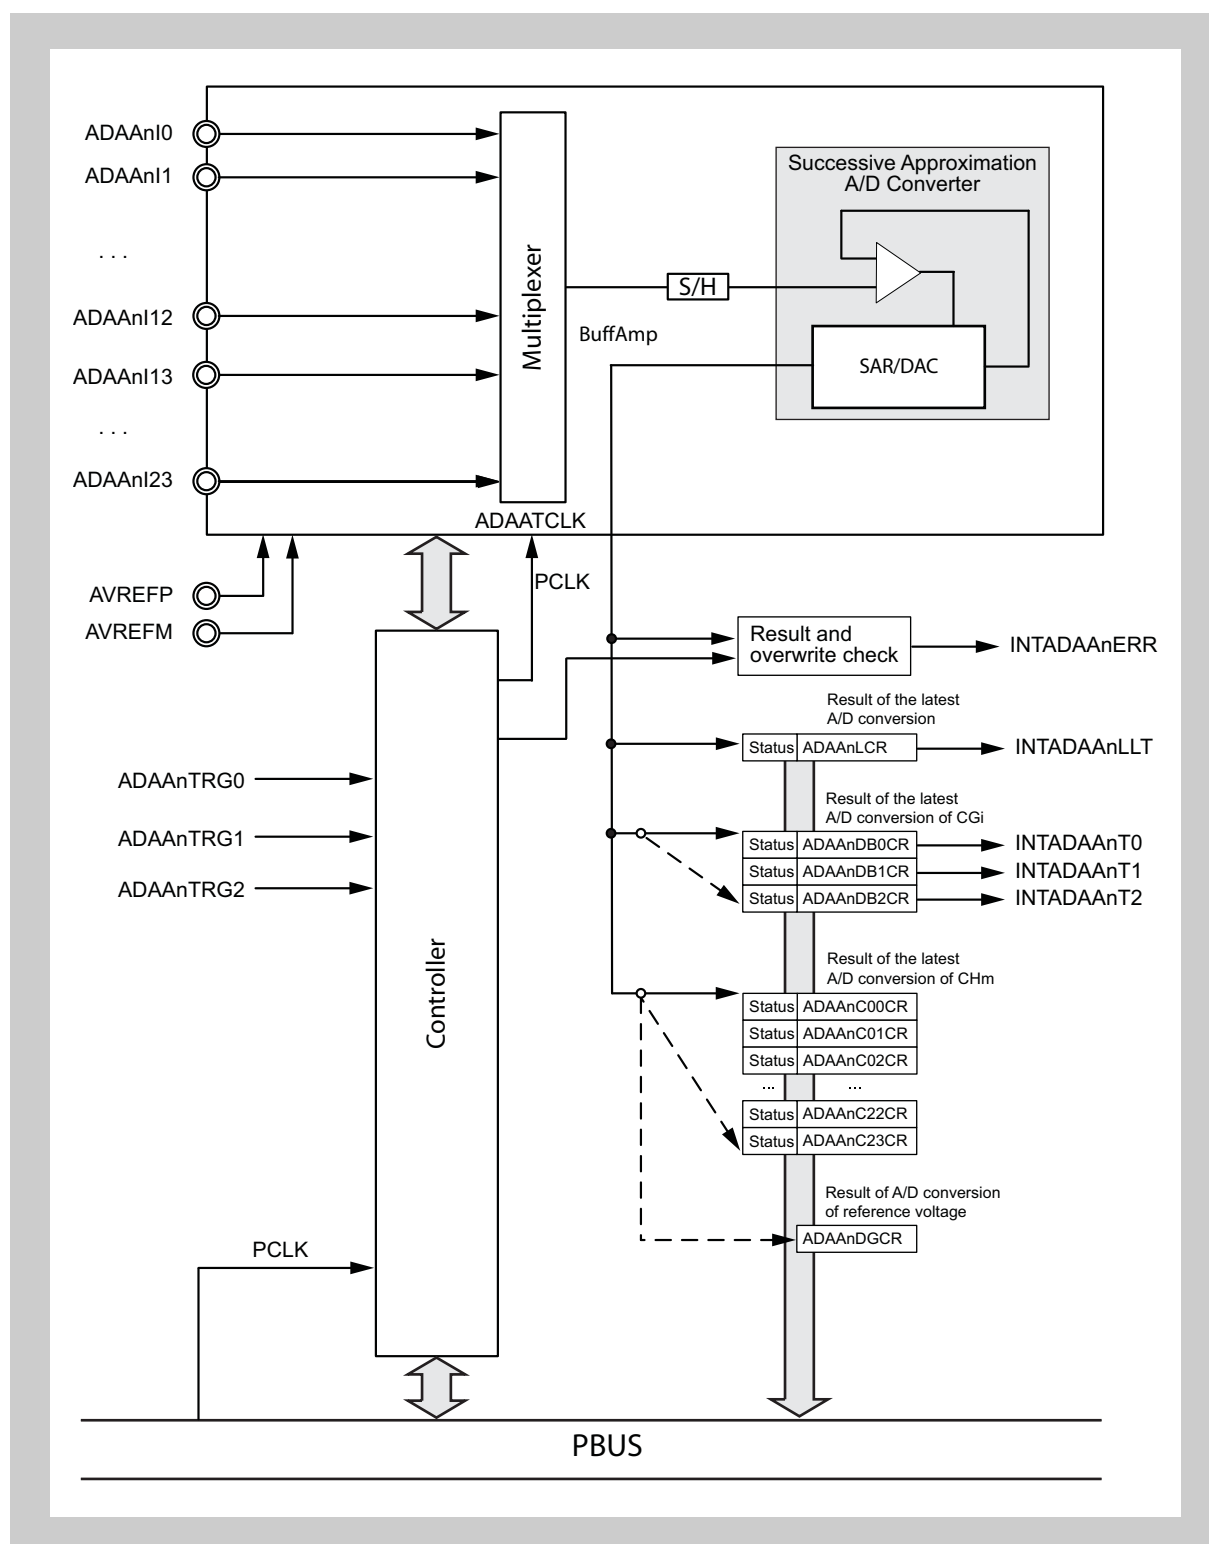 ADAAnI0
ADAAnI1
. . .
ADAAnI12
ADAAnI13
. . .
ADAAnI23
Multiplexer
S/H
BuffAmp
Successive Approximation
A/D Converter
SAR/DAC
ADAATCLK
PCLK
AVREFP
AVREFM
Result and
overwrite check
INTADAAnERR
Result of the latest
A/D conversion
Status ADAAnLCR
INTADAAnLLT
ADAAnTRG0
ADAAnTRG1
ADAAnTRG2
Controller
Result of the latest
A/D conversion of CGi
Status ADAAnDB0CR
INTADAAnT0
Status ADAAnDB1CR
INTADAAnT1
Status ADAAnDB2CR
INTADAAnT2
Result of the latest
A/D conversion of CHm
Status ADAAnC00CR
Status ADAAnC01CR
Status ADAAnC02CR
... ...
Status ADAAnC22CR
Status ADAAnC23CR
Result of A/D conversion
of reference voltage
ADAAnDGCR
PCLK
PBUS